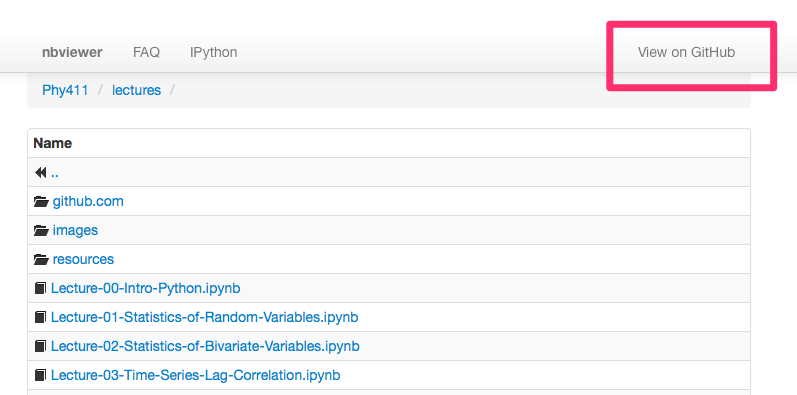 nbviewer FAQ IPython View on GitHub
Phy411 / lectures /
Name
..
github.com
images
resources
Lecture-00-Intro-Python.ipynb
Lecture-01-Statistics-of-Random-Variables.ipynb
Lecture-02-Statistics-of-Bivariate-Variables.ipynb
Lecture-03-Time-Series-Lag-Correlation.ipynb